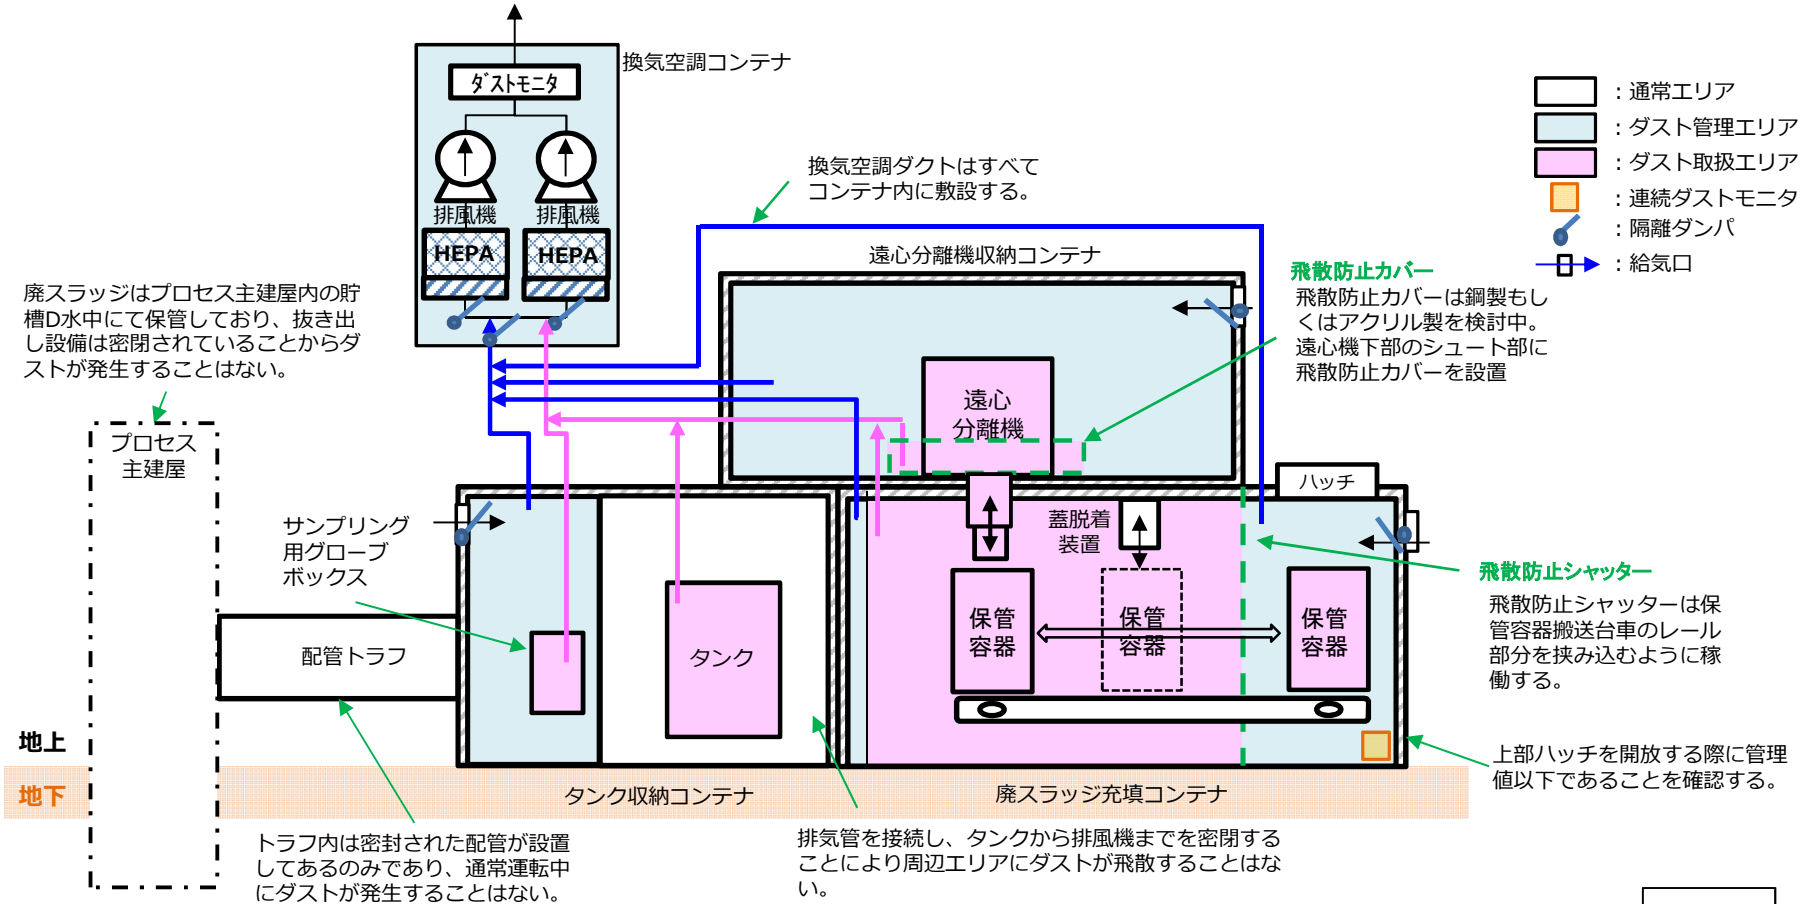 換気空調コンテナ
ダストモニタ
排風機
排風機
HEPA
HEPA
：通常エリア
：ダスト管理エリア
：ダスト取扱エリア
：連続ダストモニタ
：隔離ダンパ
：給気口
換気空調ダクトはすべて
コンテナ内に敷設する。
遠心分離機収納コンテナ
飛散防止カバー
飛散防止カバーは鋼製もし
くはアクリル製を検討中。
遠心機下部のシュート部に
飛散防止カバーを設置
廃スラッジはプロセス主建屋内の貯
槽D水中にて保管しており、抜き出
し設備は密閉されていることからダ
ストが発生することはない。
遠心
分離機
プロセス
主建屋
ハッチ
サンプリング
用グローブ
ボックス
蓋脱着
装置
飛散防止シャッター
飛散防止シャッターは保
管容器搬送台車のレール
部分を挟み込むように稼
働する。
保管
容器
保管
容器
保管
容器
配管トラフ
タンク
地上
地下
上部ハッチを開放する際に管理
値以下であることを確認する。
タンク収納コンテナ
廃スラッジ充填コンテナ
トラフ内は密封された配管が設置
してあるのみであり、通常運転中
にダストが発生することはない。
排気管を接続し、タンクから排風機までを密閉する
ことにより周辺エリアにダストが飛散することはな
い。